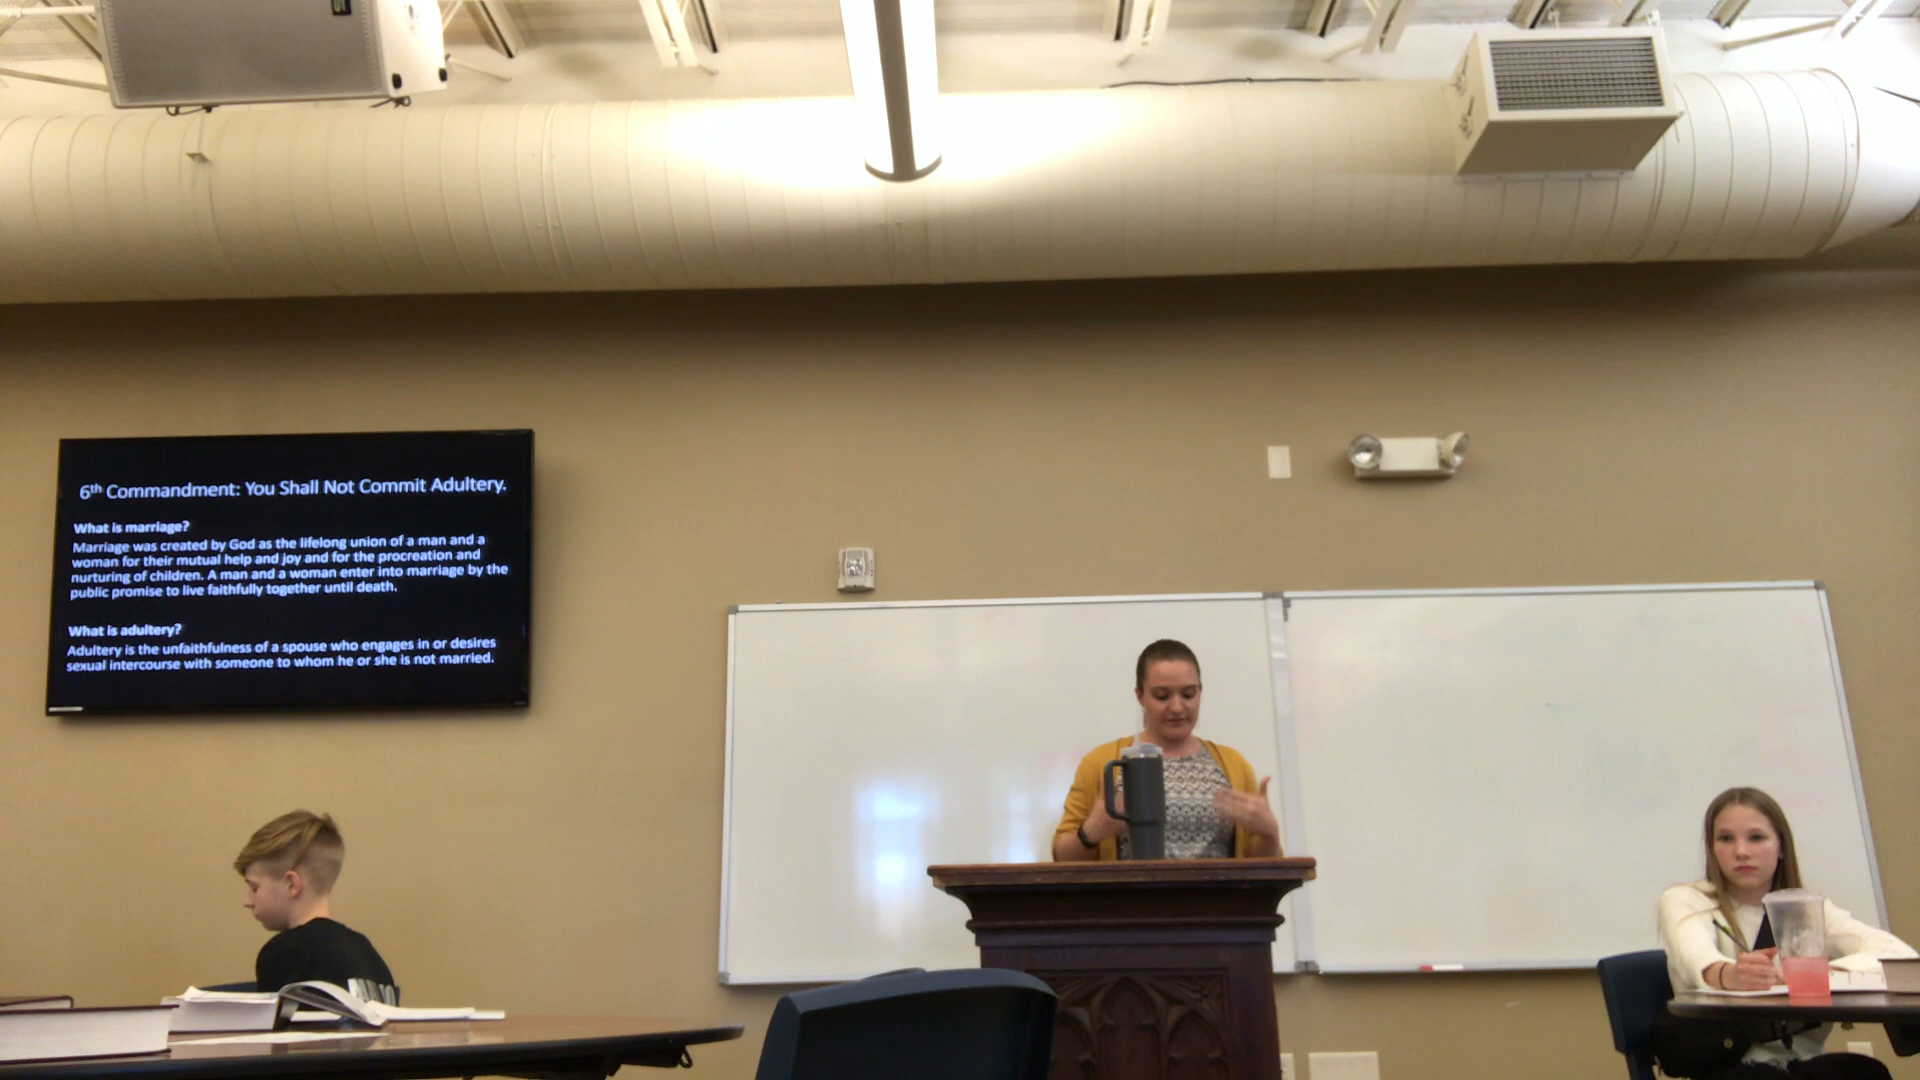 6th Commandment: You Shall Not Commit Adultery.
What is marriage?
Marriage was created by God as the lifelong union of a man and a
woman for their mutual help and joy and for the procreation and
nurturing of children. A man and a woman enter into marriage by the
public promise to live faithfully together until death.
What is adultery?
Adultery is the unfaithfulness of a spouse who engages in or desires
sexual intercourse with someone to whom he or she is not married.